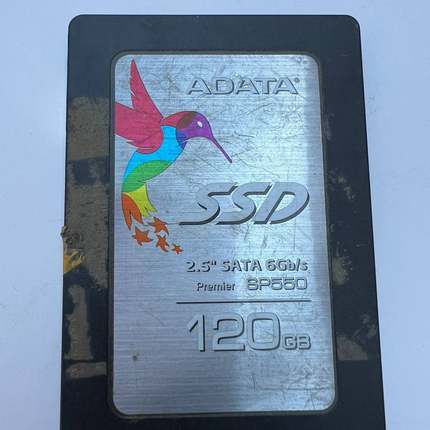 ADATA
SSD
2.5" SATA 6Gb/s
Premier SP550
120GB